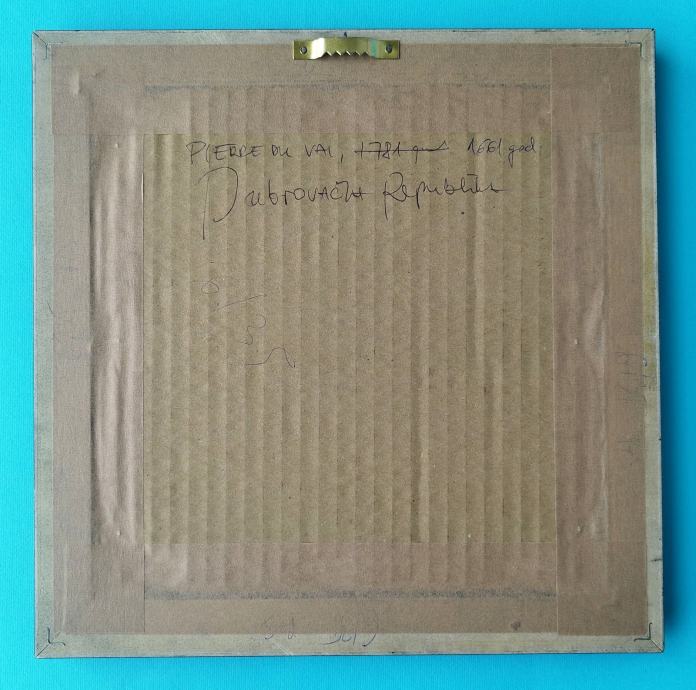 PIERRE DU VAL, 1781 god 1661 god
Dubrovačka Republika